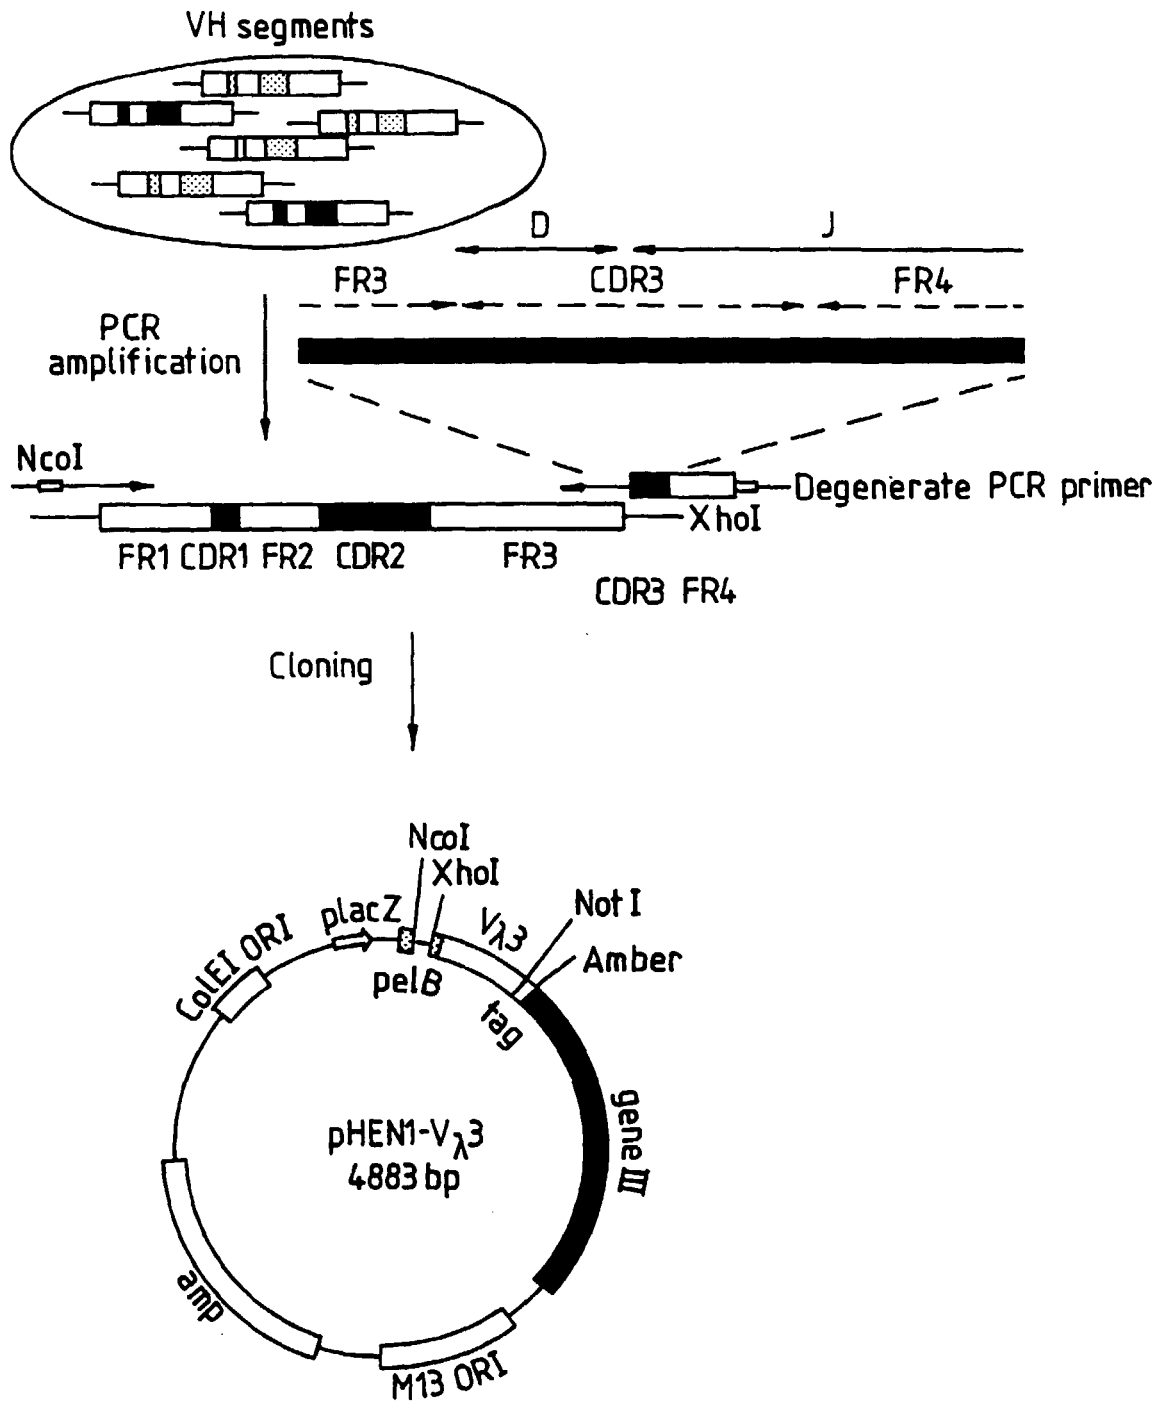 VH segments
D
J
FR3
CDR3
FR4
PCR
amplification
NcoI
Degenerate PCR primer
XhoI
FR1 CDR1 FR2 CDR2 FR3
CDR3 FR4
Cloning
NcoI
XhoI
placZ
Vλ3
Not I
Amber
ColEI ORI
pelB
tag
gene III
pHEN1-Vλ3
4883 bp
amp
M13 ORI